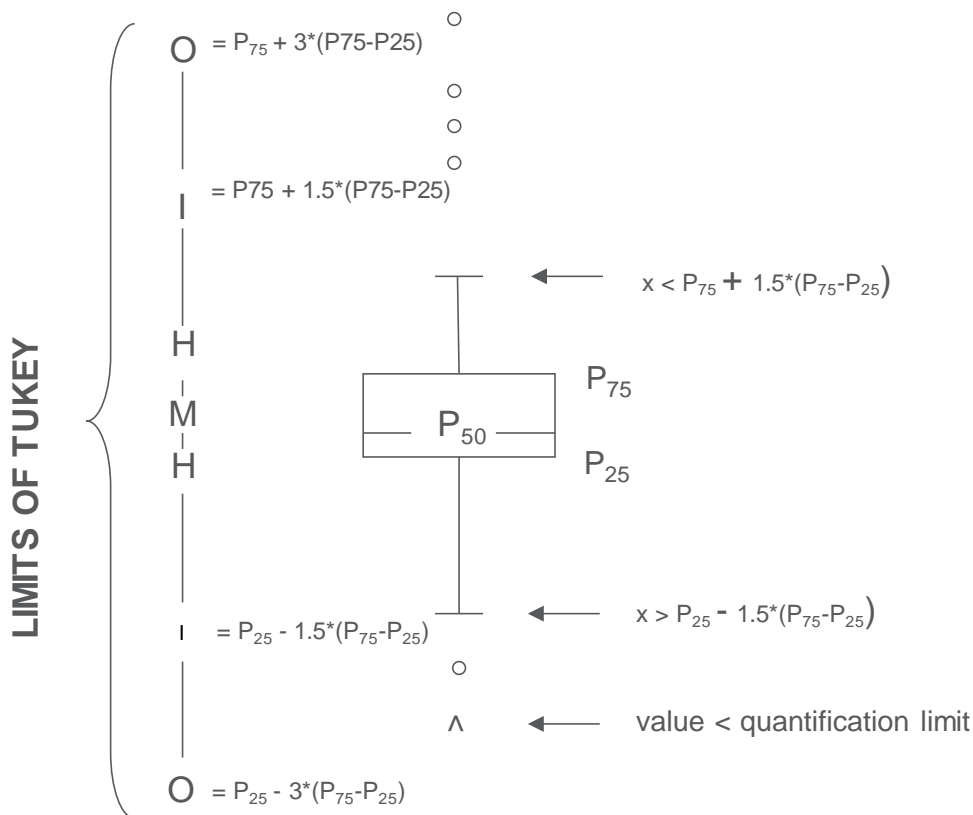 LIMITS OF TUKEY
O = P75 + 3*(P75-P25)
I = P75 + 1.5*(P75-P25)
x < P75 + 1.5*(P75-P25)
H
P75
M
P50
H
P25
x > P25 - 1.5*(P75-P25)
I = P25 - 1.5*(P75-P25)
^ value < quantification limit
O = P25 - 3*(P75-P25)